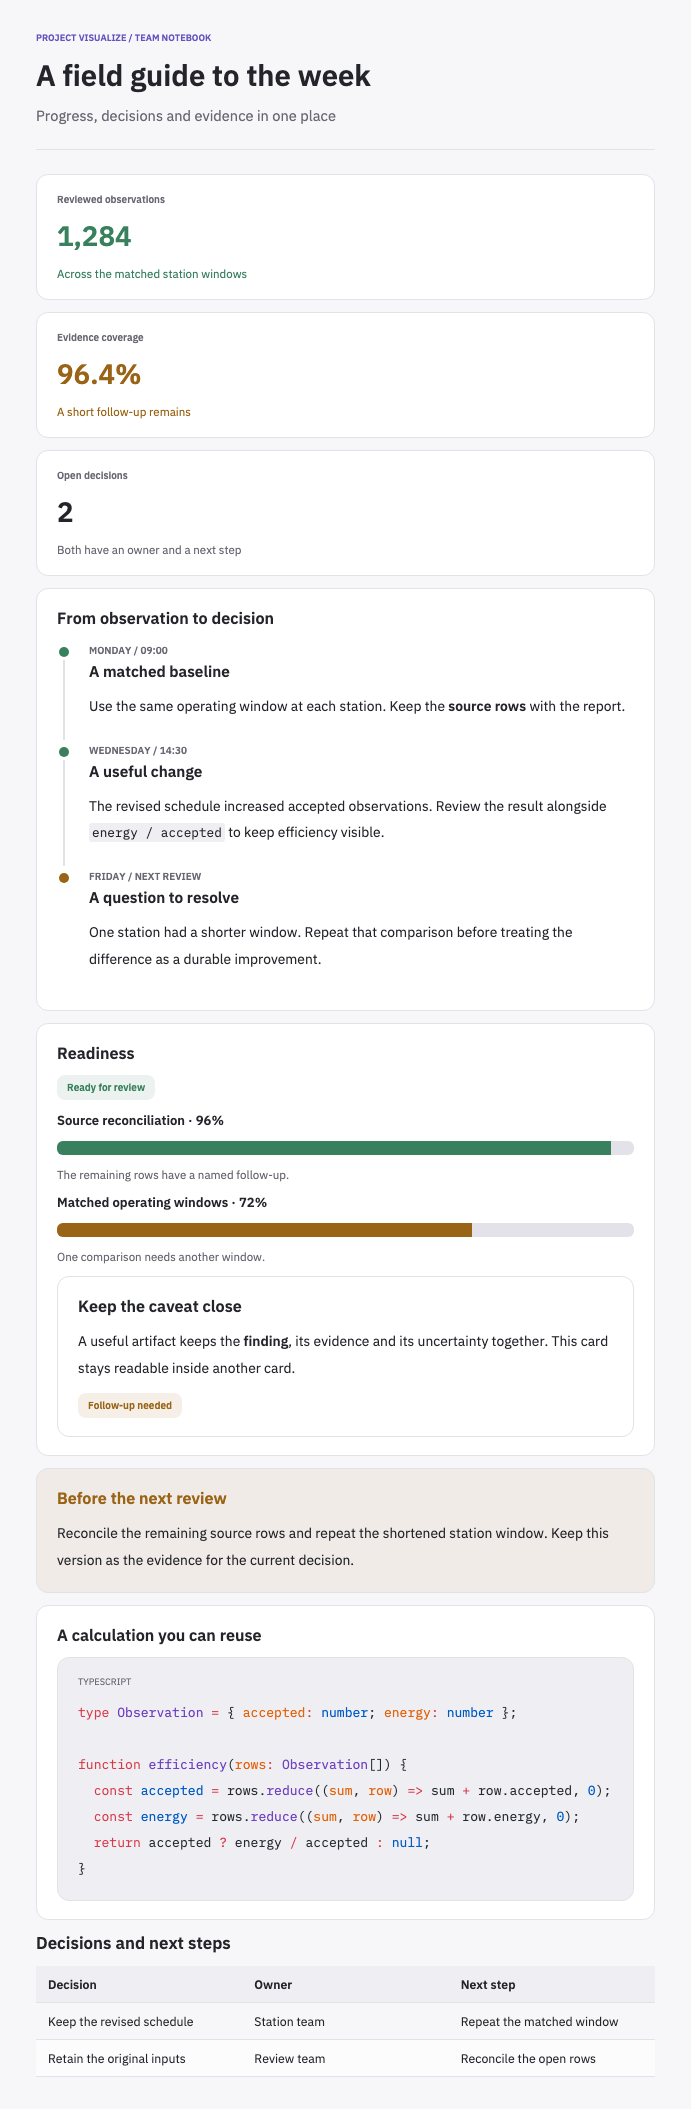 PROJECT VISUALIZE / TEAM NOTEBOOK
A field guide to the week
Progress, decisions and evidence in one place
Reviewed observations
1,284
Across the matched station windows
Evidence coverage
96.4%
A short follow-up remains
Open decisions
2
Both have an owner and a next step
From observation to decision
MONDAY / 09:00
A matched baseline
Use the same operating window at each station. Keep the source rows with the report.
WEDNESDAY / 14:30
A useful change
The revised schedule increased accepted observations. Review the result alongside
energy / accepted to keep efficiency visible.
FRIDAY / NEXT REVIEW
A question to resolve
One station had a shorter window. Repeat that comparison before treating the
difference as a durable improvement.
Readiness
Ready for review
Source reconciliation · 96%
The remaining rows have a named follow-up.
Matched operating windows · 72%
One comparison needs another window.
Keep the caveat close
A useful artifact keeps the finding, its evidence and its uncertainty together. This card
stays readable inside another card.
Follow-up needed
Before the next review
Reconcile the remaining source rows and repeat the shortened station window. Keep this
version as the evidence for the current decision.
A calculation you can reuse
TYPESCRIPT
type Observation = { accepted: number; energy: number };
function efficiency(rows: Observation[]) {
  const accepted = rows.reduce((sum, row) => sum + row.accepted, 0);
  const energy = rows.reduce((sum, row) => sum + row.energy, 0);
  return accepted ? energy / accepted : null;
}
Decisions and next steps
Decision Owner Next step
Keep the revised schedule Station team Repeat the matched window
Retain the original inputs Review team Reconcile the open rows